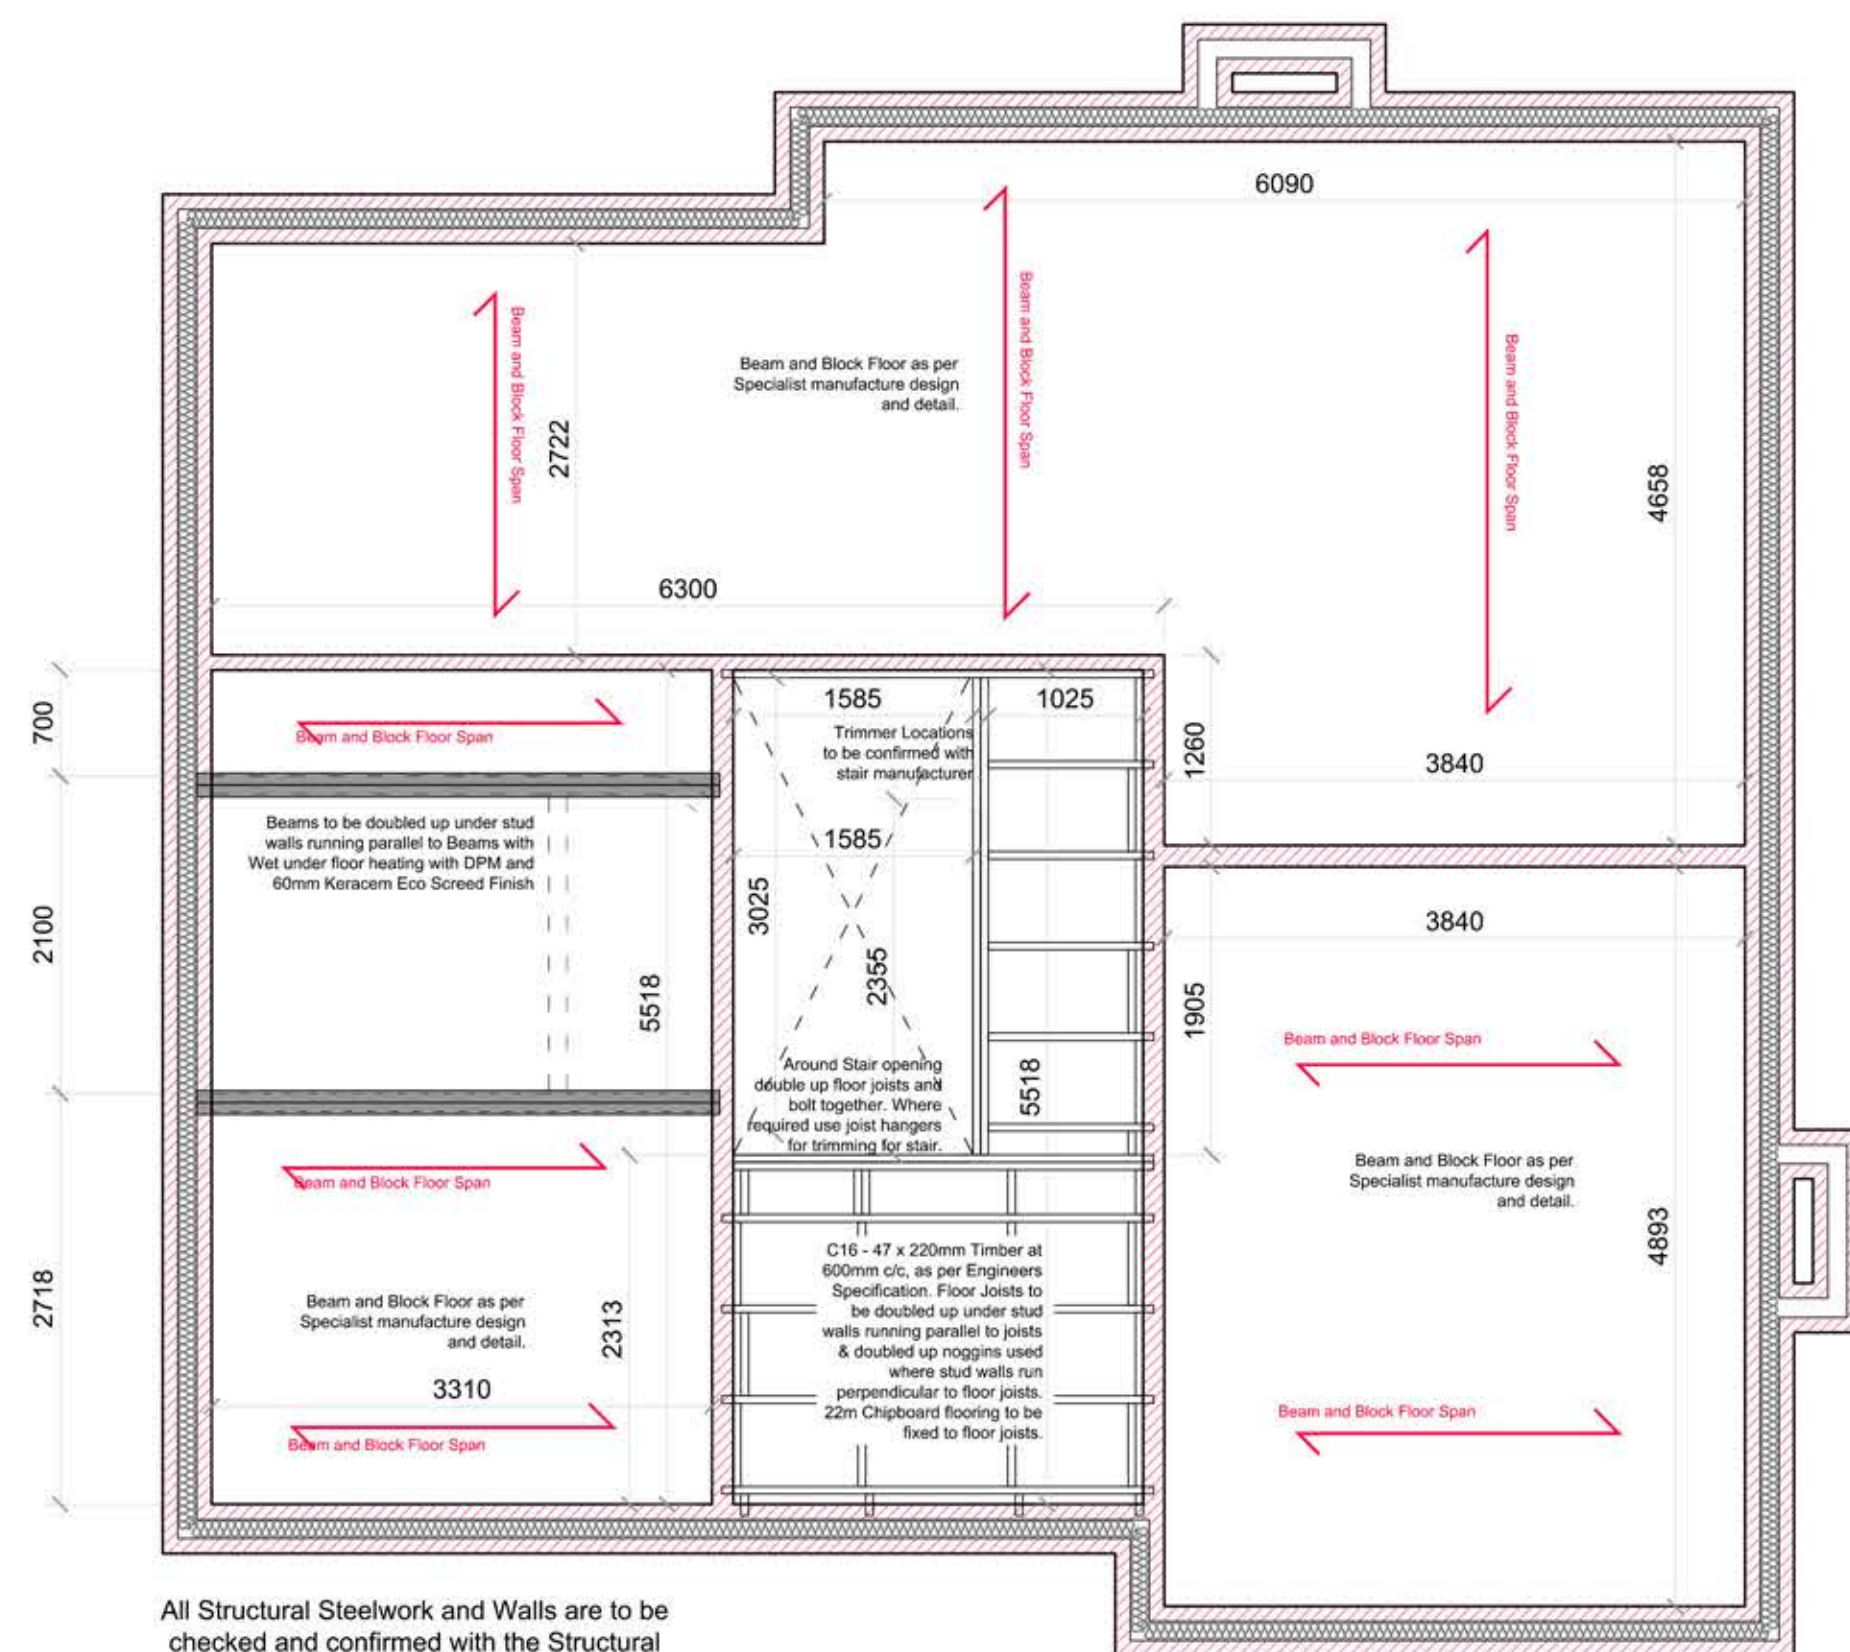 6090
Beam and Block Floor Span
Beam and Block Floor Span
Beam and Block Floor Span
Beam and Block Floor as per
Specialist manufacture design
and detail.
2722
4658
6300
700
Beam and Block Floor Span
1585
1025
Trimmer Locations
to be confirmed with
stair manufacturer
1260
3840
Beams to be doubled up under stud
walls running parallel to Beams with
Wet under floor heating with DPM and
60mm Keracem Eco Screed Finish
1585
3025
2355
2100
5518
3840
1905
Beam and Block Floor Span
Around Stair opening
double up floor joists and
bolt together. Where
required use joist hangers
for trimming for stair.
5518
Beam and Block Floor Span
Beam and Block Floor as per
Specialist manufacture design
and detail.
4893
C16 - 47 x 220mm Timber at
600mm c/c, as per Engineers
Specification. Floor Joists to
be doubled up under stud
walls running parallel to joists
& doubled up noggins used
where stud walls run
perpendicular to floor joists.
22m Chipboard flooring to be
fixed to floor joists.
2718
Beam and Block Floor as per
Specialist manufacture design
and detail.
2313
3310
Beam and Block Floor Span
Beam and Block Floor Span
All Structural Steelwork and Walls are to be
checked and confirmed with the Structural